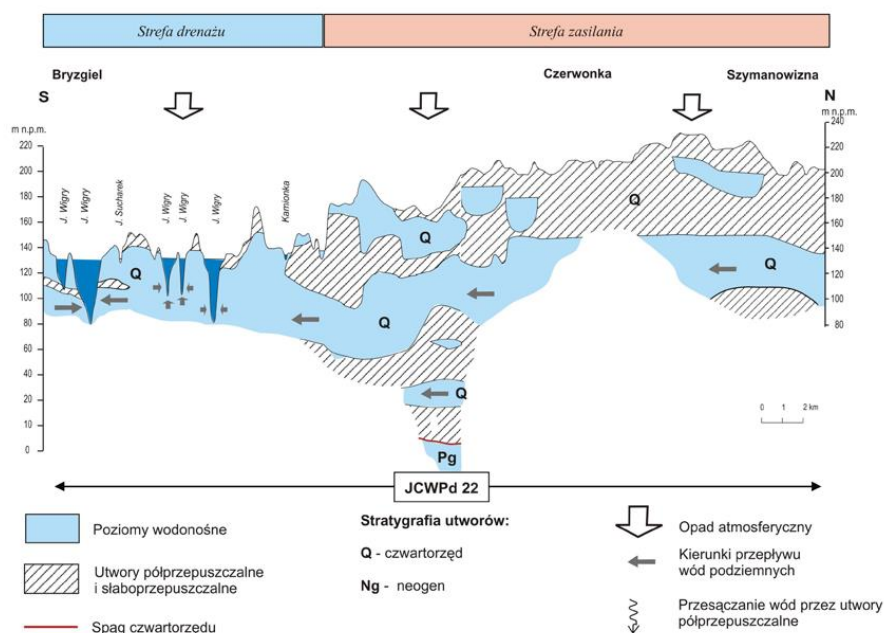 Strefa drenażu
Strefa zasilania
Bryzgiel
Czerwonka
Szymanowizna
S
N
m n.p.m.
m n.p.m.
240
220
220
200
200
180
180
160
160
140
140
120
120
100
100
80
80
60
40
20
10
0
J. Wigry
J. Wigry
J. Sucharek
J. Wigry
J. Wigry
J. Wigry
Kamionka
Q
Q
Q
Q
Q
Q
Pg
0 1 2 km
JCWPd 22
Poziomy wodonośne
Utwory półprzepuszczalne
i słaboprzepuszczalne
Spąg czwartorzędu
Stratygrafia utworów:
Q - czwartorzęd
Ng - neogen
Opad atmosferyczny
Kierunki przepływu
wód podziemnych
Przesączanie wód przez utwory
półprzepuszczalne